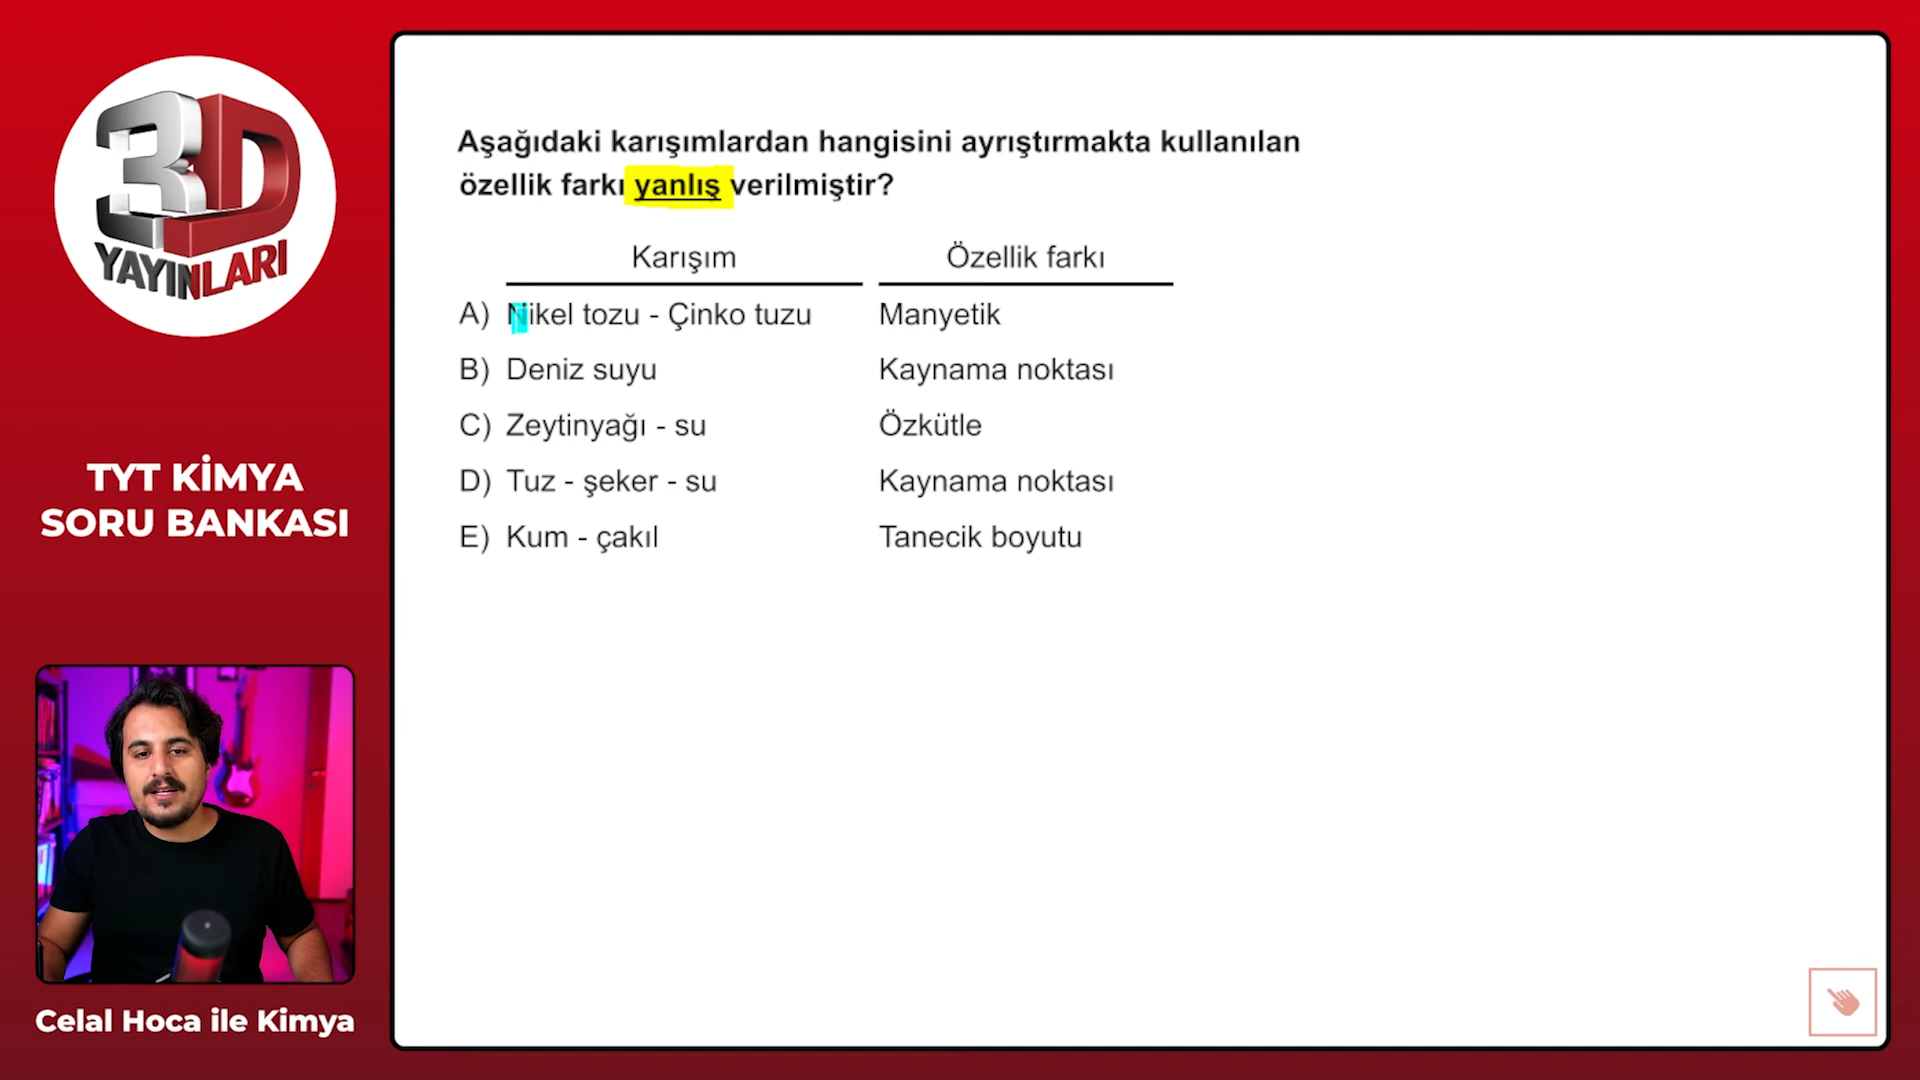 3D
YAYINLARI
TYT KİMYA
SORU BANKASI
Celal Hoca ile Kimya
Aşağıdaki karışımlardan hangisini ayrıştırmakta kullanılan
özellik farkı yanlış verilmiştir?
Karışım Özellik farkı
A) Nikel tozu - Çinko tuzu Manyetik
B) Deniz suyu Kaynama noktası
C) Zeytinyağı - su Özkütle
D) Tuz - şeker - su Kaynama noktası
E) Kum - çakıl Tanecik boyutu